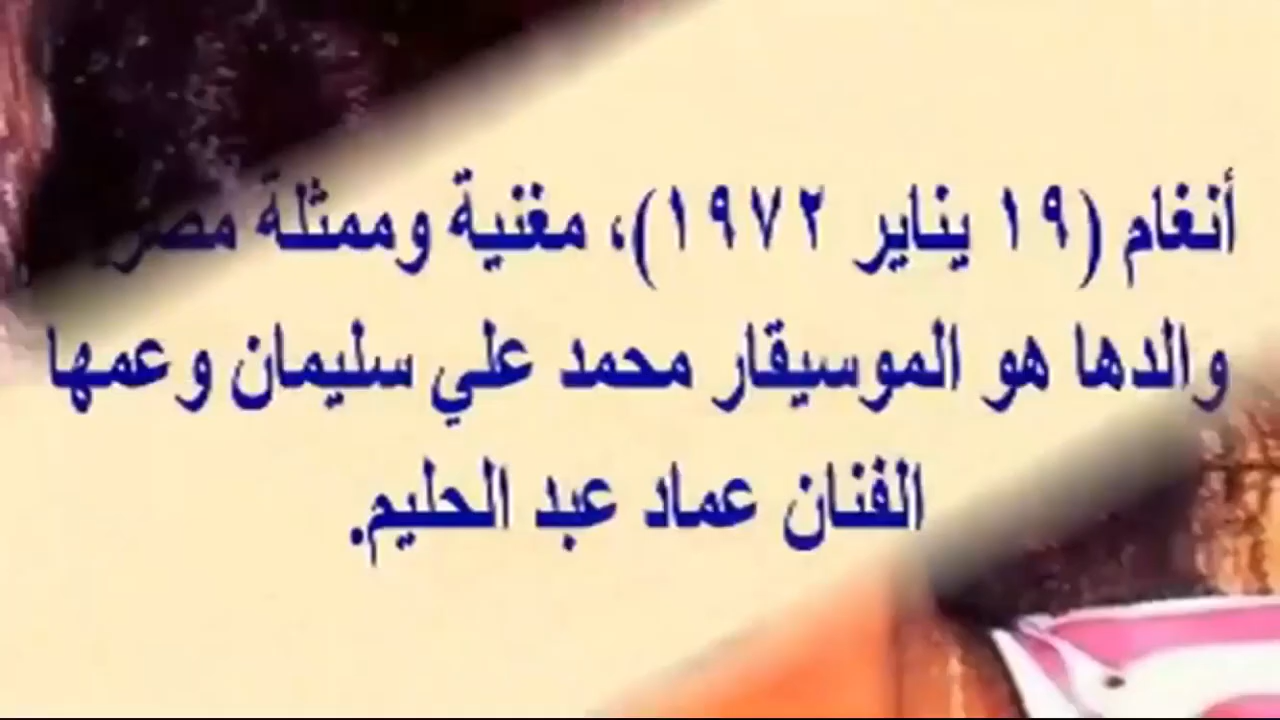 أنغام (١٩ يناير ١٩٧٢)، مغنية وممثلة
والدها هو الموسيقار محمد علي سليمان وعمها
الفنان عماد عبد الحليم.